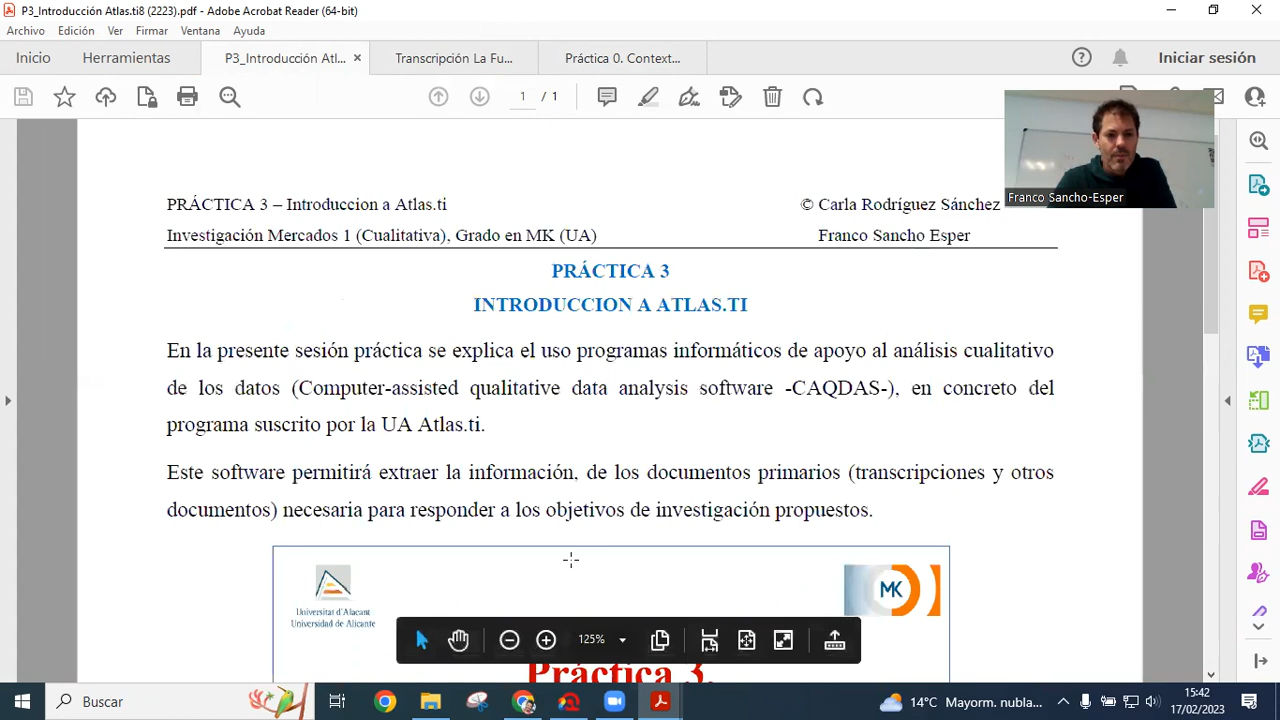 P3_Introducción Atlas.ti8 (2223).pdf - Adobe Acrobat Reader (64-bit)
Archivo Edición Ver Firmar Ventana Ayuda
Inicio Herramientas P3_Introducción Atl... Transcripción La Fu... Práctica 0. Context... Iniciar sesión
1 / 1
Franco Sancho-Esper
PRÁCTICA 3 – Introduccion a Atlas.ti © Carla Rodríguez Sánchez
Investigación Mercados 1 (Cualitativa), Grado en MK (UA) Franco Sancho Esper
PRÁCTICA 3
INTRODUCCION A ATLAS.TI
En la presente sesión práctica se explica el uso programas informáticos de apoyo al análisis cualitativo
de los datos (Computer-assisted qualitative data analysis software -CAQDAS-), en concreto del
programa suscrito por la UA Atlas.ti.
Este software permitirá extraer la información, de los documentos primarios (transcripciones y otros
documentos) necesaria para responder a los objetivos de investigación propuestos.
MK
Universitat d'Alacant
Universidad de Alicante
125%
Práctica 3.
Buscar 14°C Mayorm. nubla...
15:42
17/02/2023